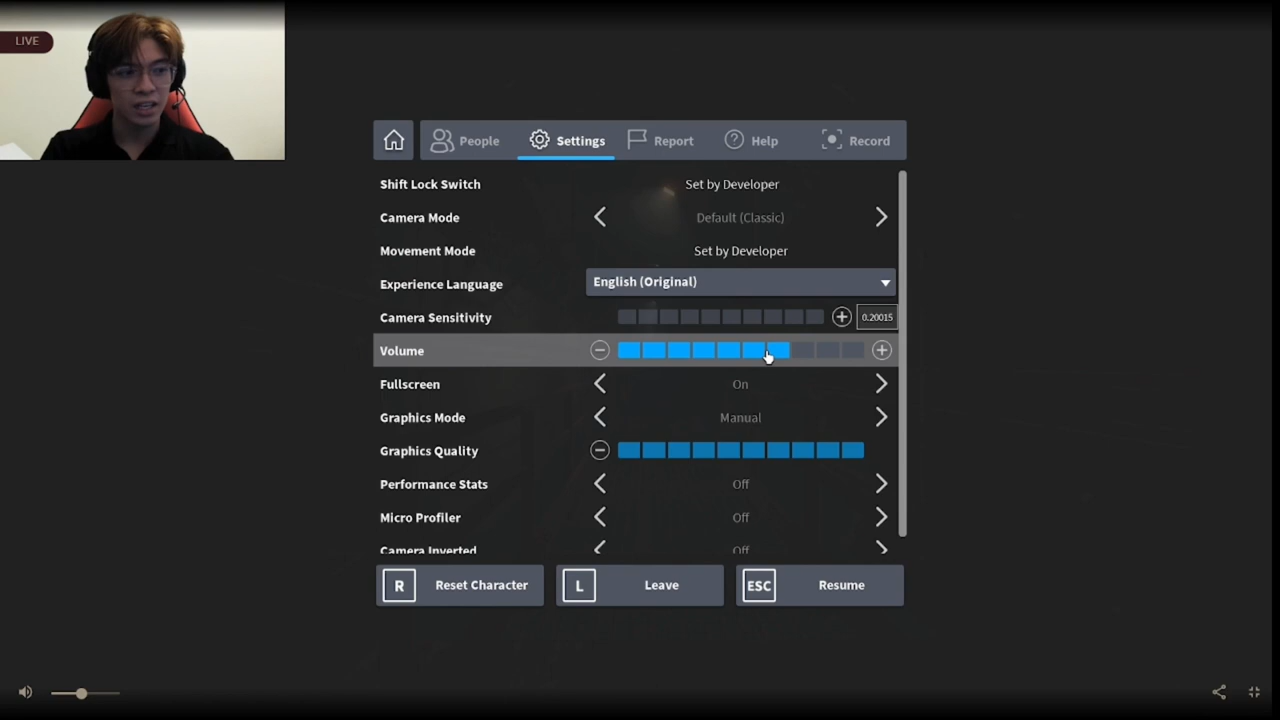 LIVE
People Settings Report Help Record
Shift Lock Switch Set by Developer
Camera Mode Default (Classic)
Movement Mode Set by Developer
Experience Language English (Original)
Camera Sensitivity 0.20015
Volume
Fullscreen On
Graphics Mode Manual
Graphics Quality
Performance Stats Off
Micro Profiler Off
Camera Inverted Off
R Reset Character L Leave ESC Resume